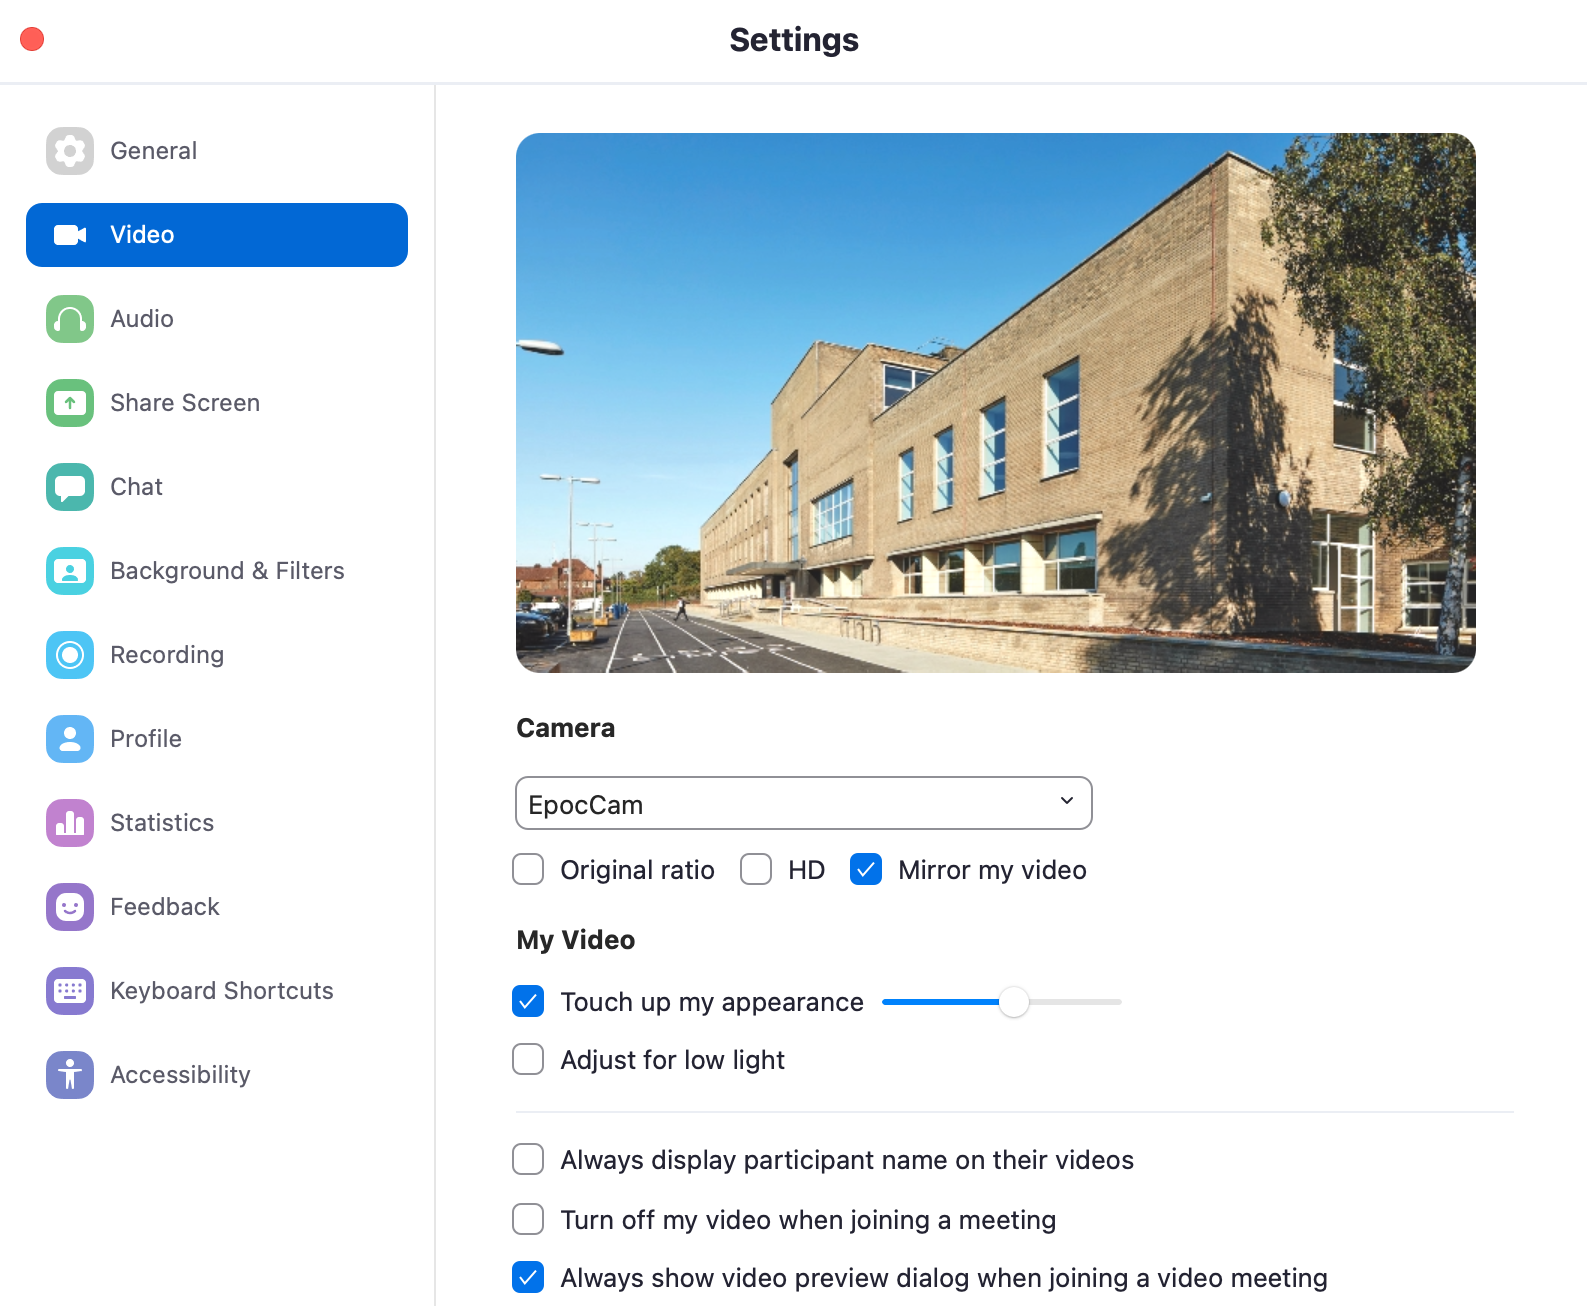 Settings
General
Video
Audio
Share Screen
Chat
Background & Filters
Recording
Profile
Statistics
Feedback
Keyboard Shortcuts
Accessibility
Camera
EpocCam
Original ratio HD Mirror my video
My Video
Touch up my appearance
Adjust for low light
Always display participant name on their videos
Turn off my video when joining a meeting
Always show video preview dialog when joining a video meeting